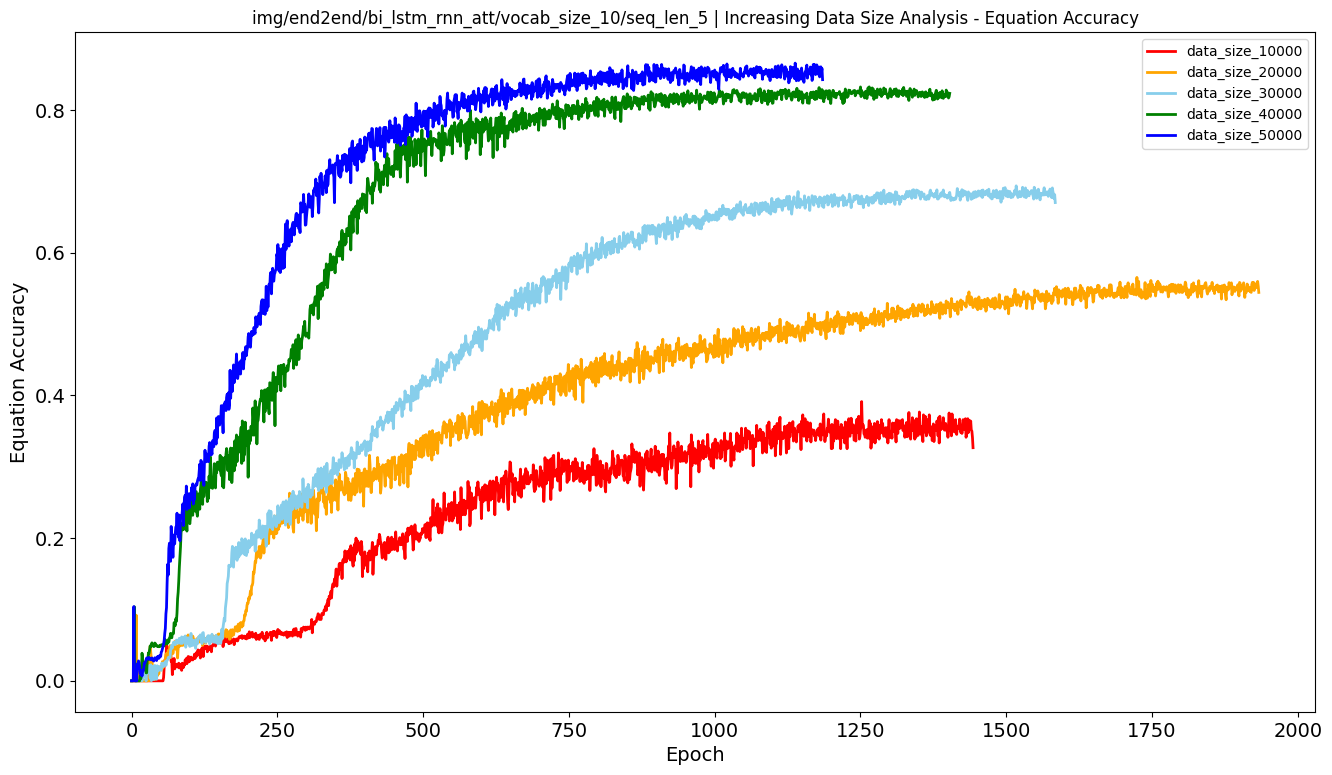 img/end2end/bi_lstm_rnn_att/vocab_size_10/seq_len_5 | Increasing Data Size Analysis - Equation Accuracy
data_size_10000
data_size_20000
data_size_30000
data_size_40000
data_size_50000
Equation Accuracy
0.8
0.6
0.4
0.2
0.0
0 250 500 750 1000 1250 1500 1750 2000
Epoch